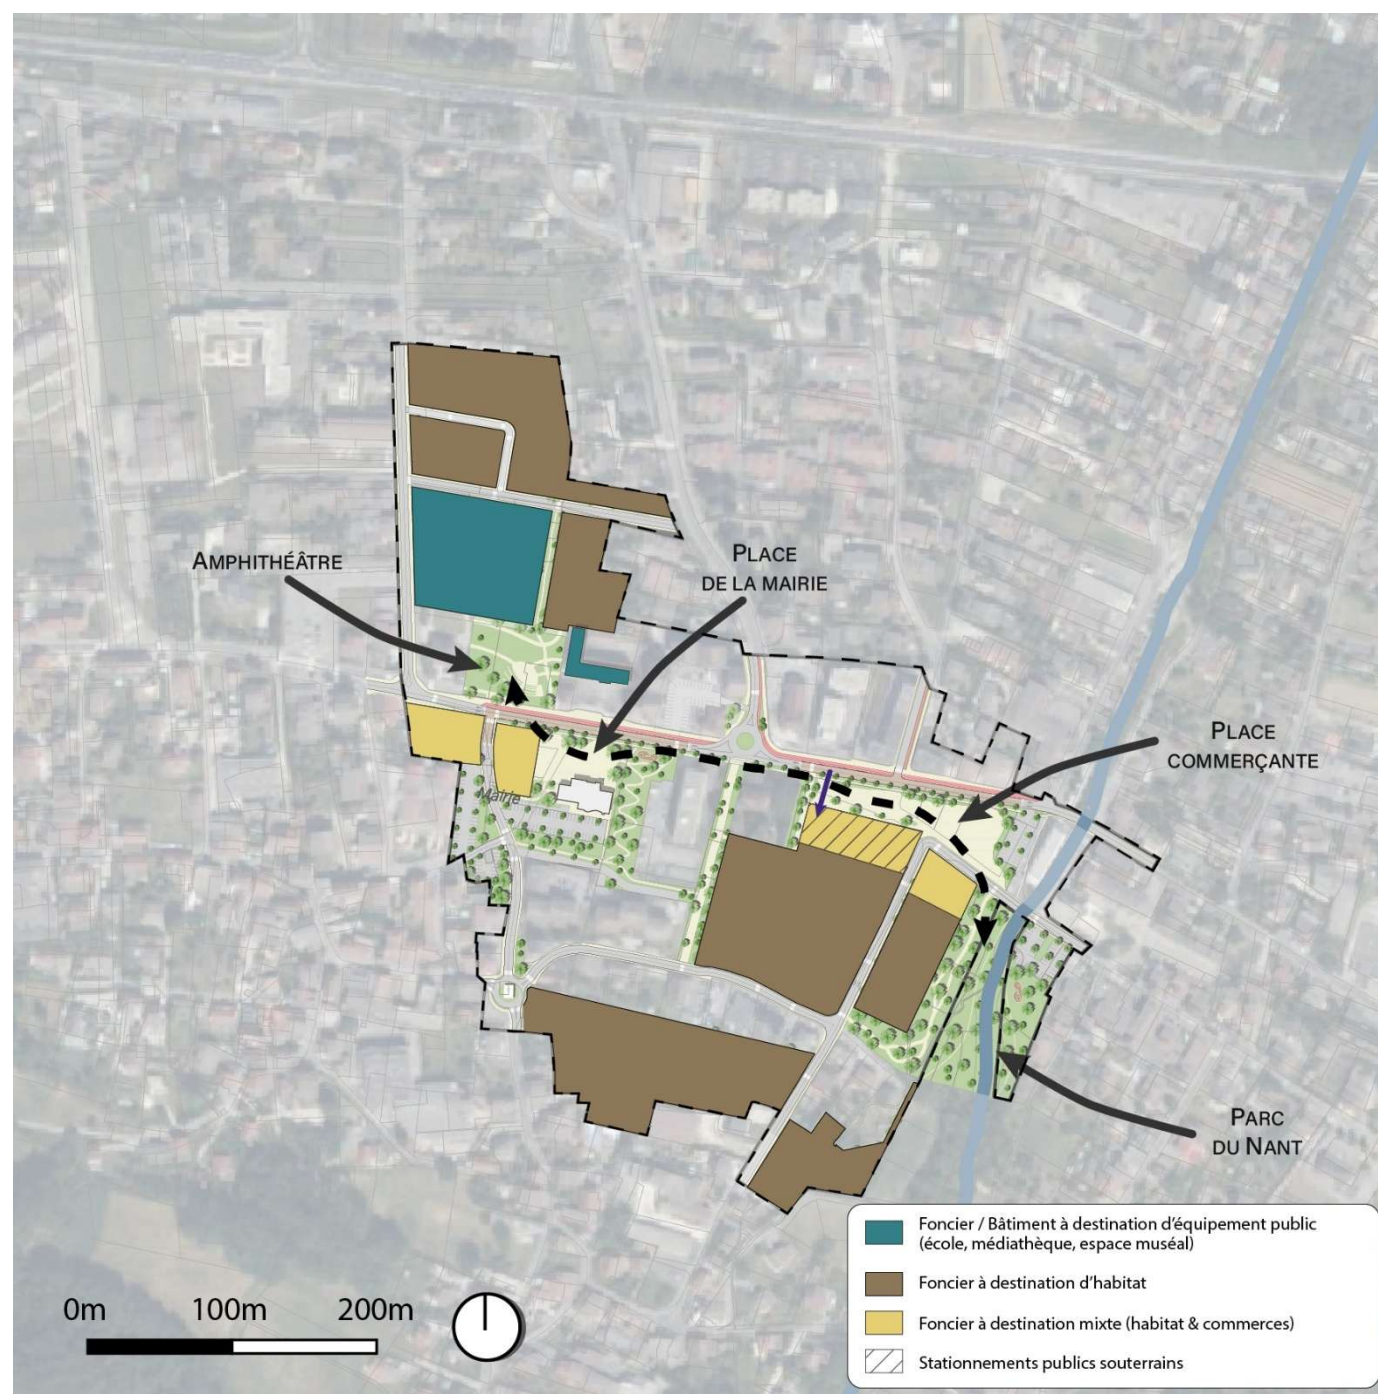 AMPHITHÉÂTRE
PLACE
DE LA MAIRIE
PLACE
COMMERÇANTE
Mairie
PARC
DU NANT
Foncier / Bâtiment à destination d'équipement public
(école, médiathèque, espace muséal)
Foncier à destination d'habitat
Foncier à destination mixte (habitat & commerces)
Stationnements publics souterrains
0m 100m 200m